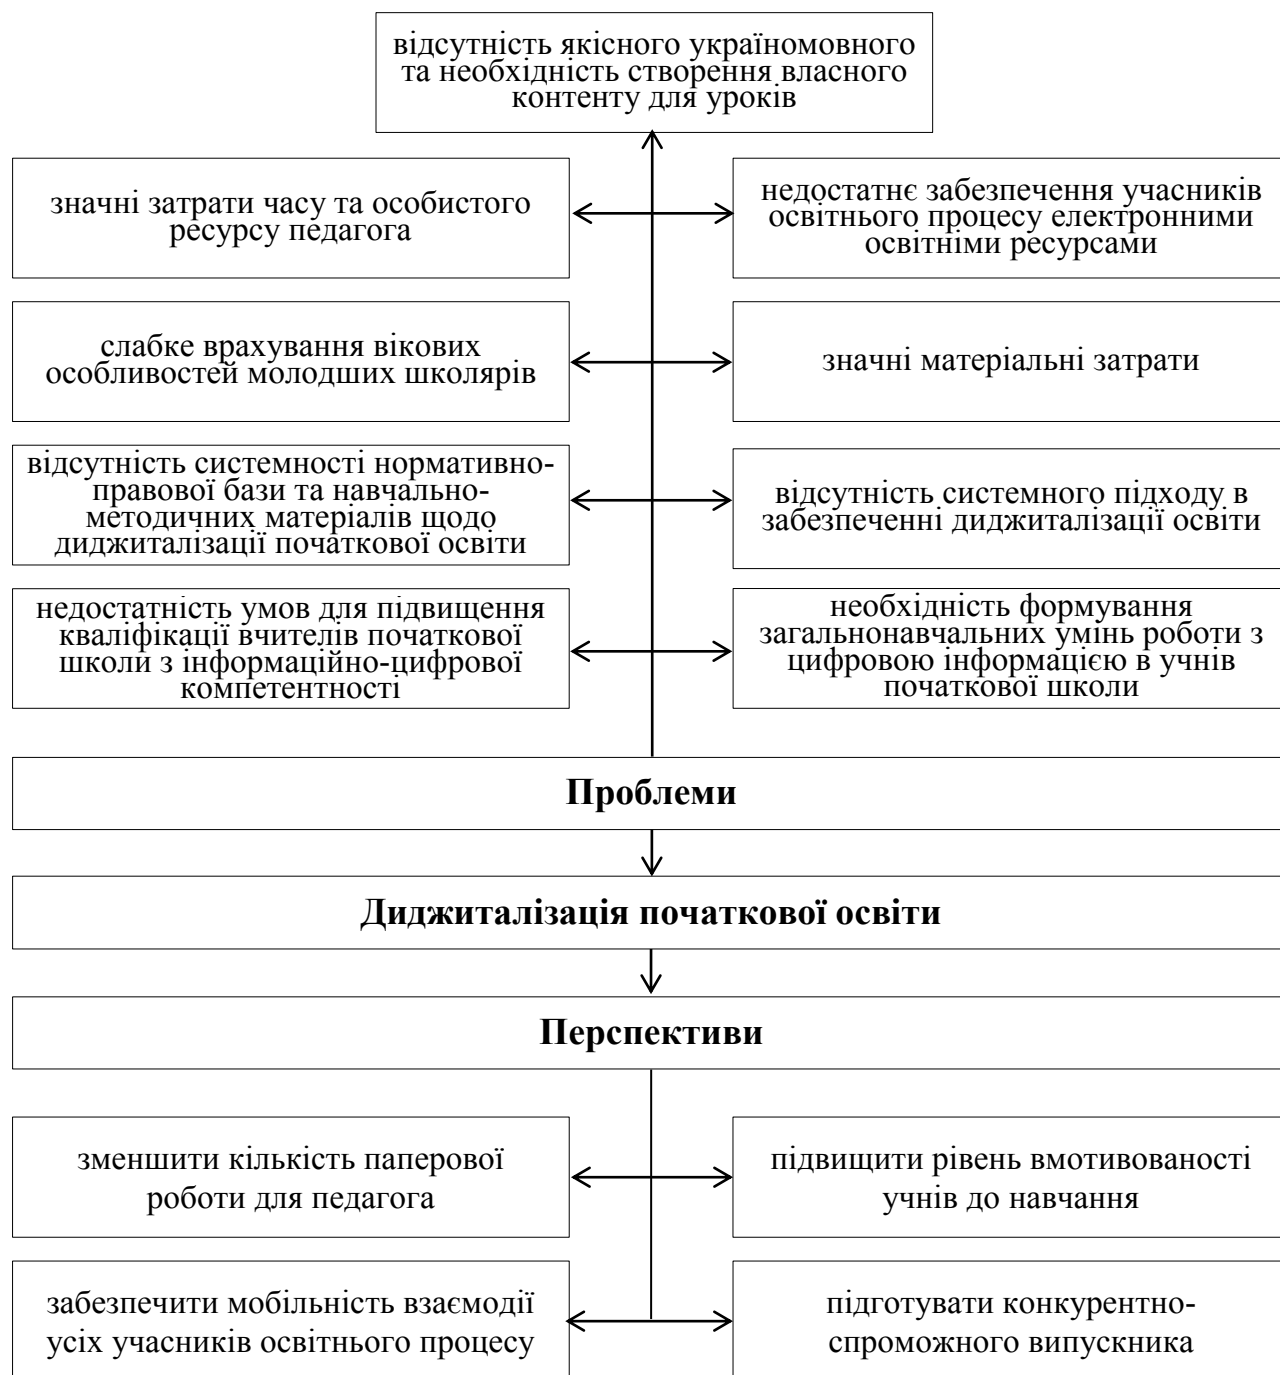 відсутність якісного україномовного
та необхідність створення власного
контенту для уроків
значні затрати часу та особистого
ресурсу педагога
недостатнє забезпечення учасників
освітнього процесу електронними
освітніми ресурсами
слабке врахування вікових
особливостей молодших школярів
значні матеріальні затрати
відсутність системності нормативно-
правової бази та навчально-
методичних матеріалів щодо
диджиталізації початкової освіти
відсутність системного підходу в
забезпеченні диджиталізації освіти
недостатність умов для підвищення
кваліфікації вчителів початкової
школи з інформаційно-цифрової
компетентності
необхідність формування
загальнонавчальних умінь роботи з
цифровою інформацією в учнів
початкової школи
Проблеми
Диджиталізація початкової освіти
Перспективи
зменшити кількість паперової
роботи для педагога
підвищити рівень вмотивованості
учнів до навчання
забезпечити мобільність взаємодії
усіх учасників освітнього процесу
підготувати конкурентно-
спроможного випускника